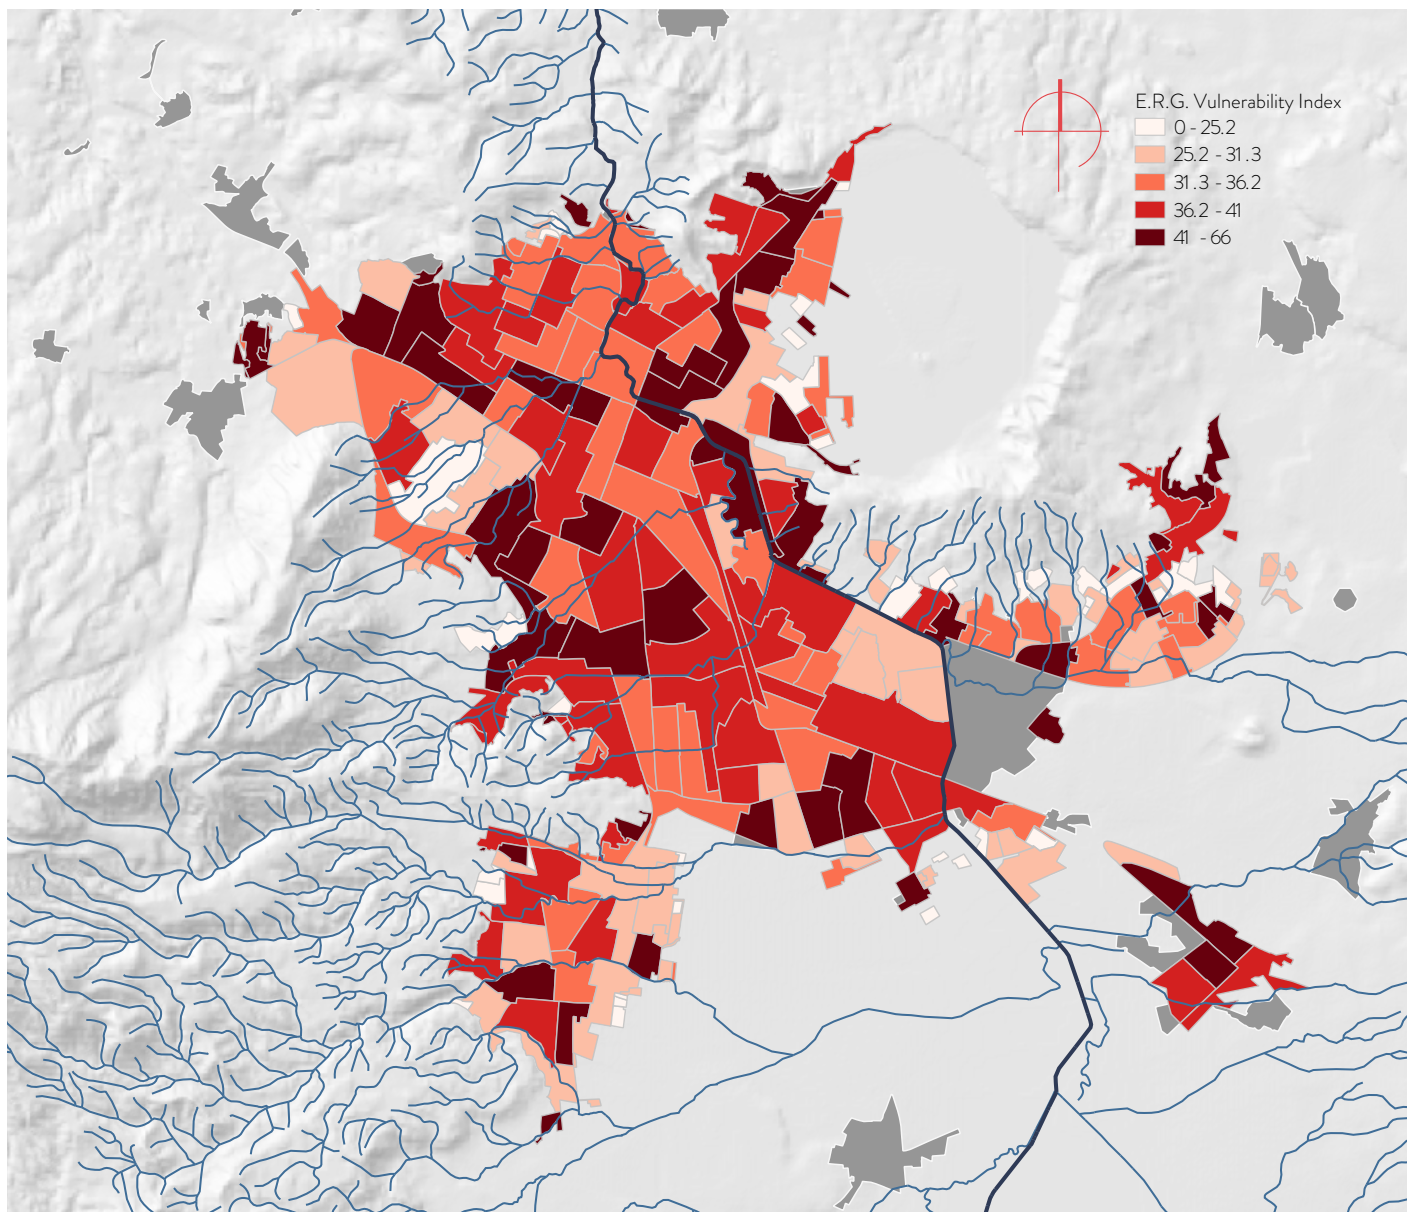 E.R.G. Vulnerability Index
0 - 25.2
25.2 - 31.3
31.3 - 36.2
36.2 - 41
41 - 66